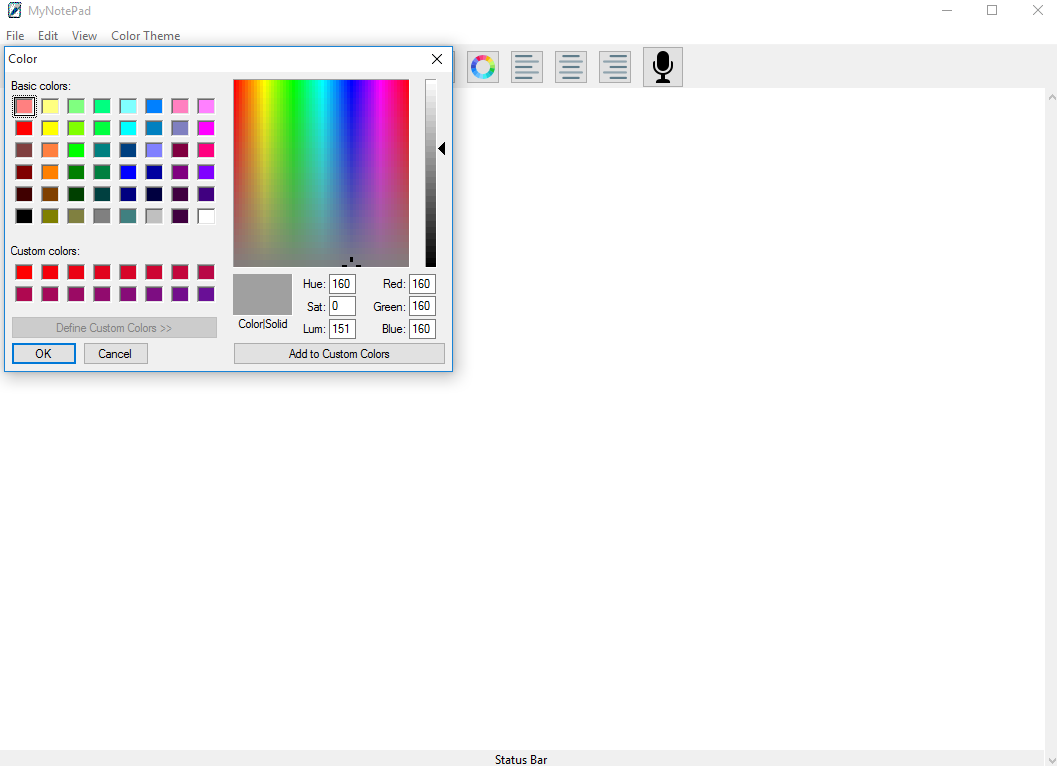 MyNotePad
File Edit View Color Theme
Color
Basic colors:
Custom colors:
Define Custom Colors >>
OK Cancel
Hue: 160 Red: 160
Sat: 0 Green: 160
Color|Solid
Lum: 151 Blue: 160
Add to Custom Colors
Status Bar